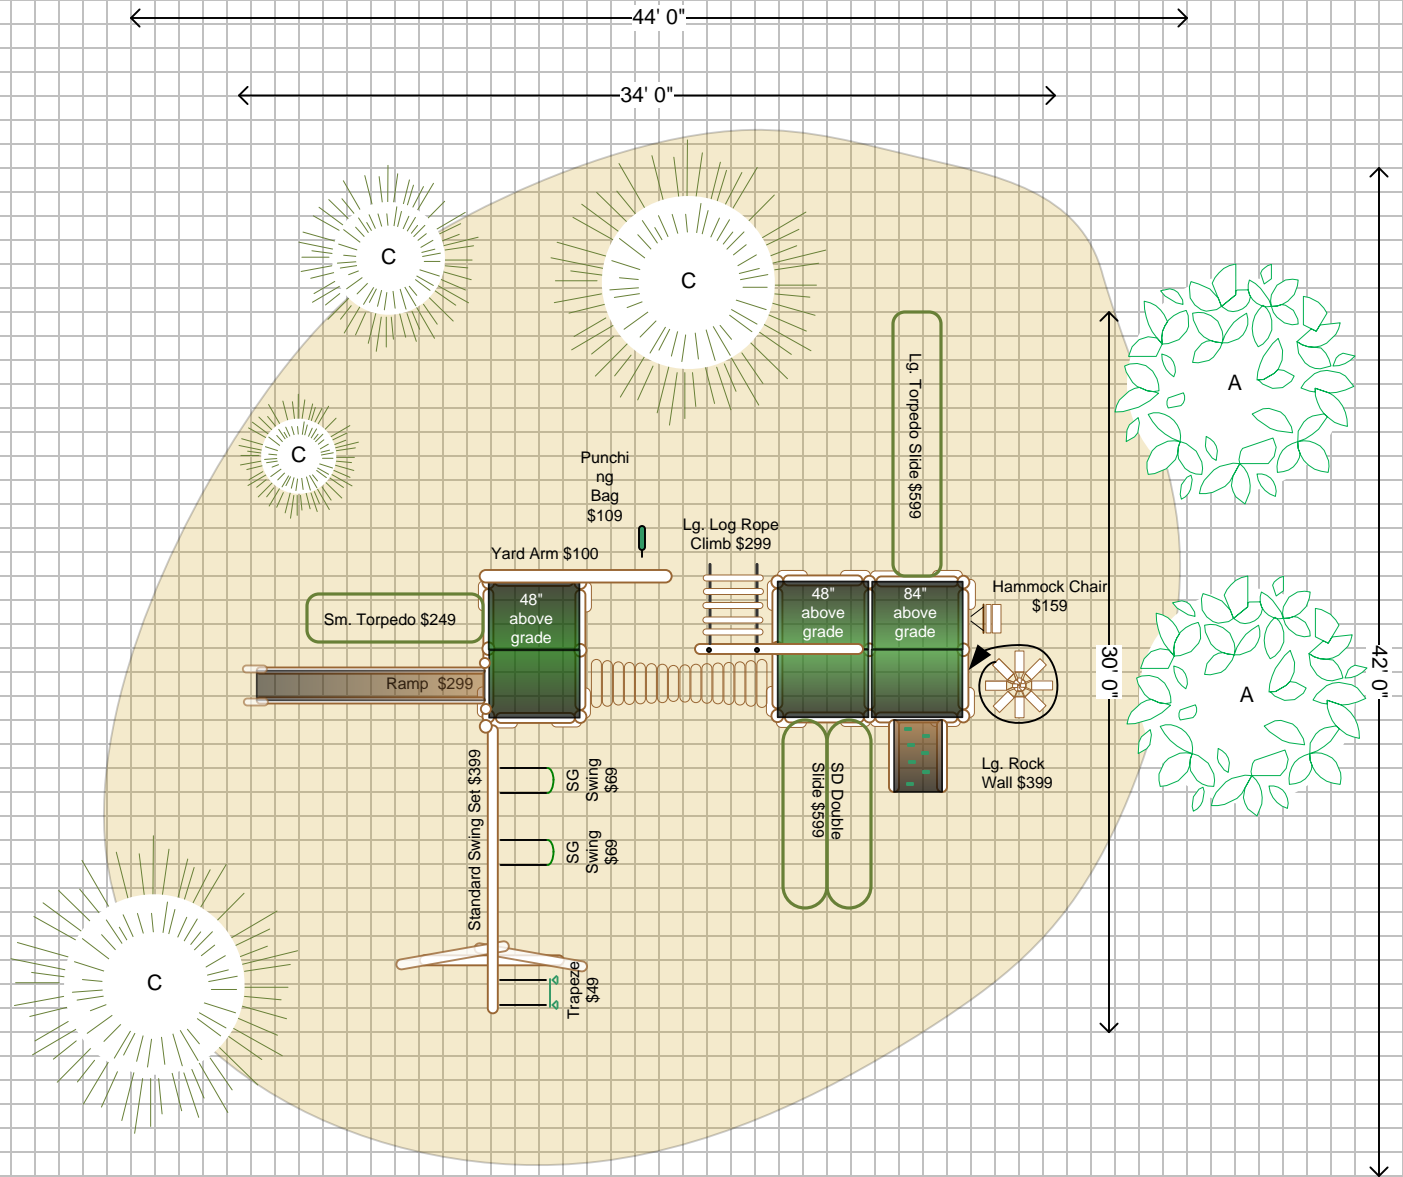 44' 0"
34' 0"
C
C
A
Lg. Torpedo Slide $599
C
Punchi
ng
Bag
$109
Lg. Log Rope
Climb $299
Yard Arm $100
Hammock Chair
$159
48"
above
grade
48"
above
grade
84"
above
grade
Sm. Torpedo $249
Ramp $299
30' 0"
42' 0"
A
Standard Swing Set $399
SG
Swing
$69
SG
Swing
$69
SD Double
Slide $599
Lg. Rock
Wall $399
Trapeze
$49
C